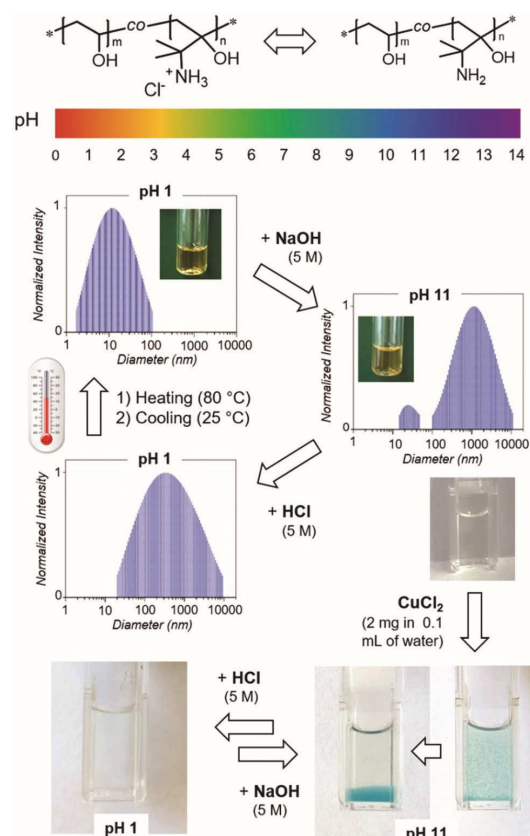 * co *
m n
OH OH
NH3
+
Cl-
* co *
m n
OH OH
NH2
pH
0 1 2 3 4 5 6 7 8 9 10 11 12 13 14
pH 1
Normalized Intensity
1
0
1 10 100 1000 10000
Diameter (nm)
+ NaOH
(5 M)
pH 11
Normalized Intensity
1
0
1 10 100 1000 10000
Diameter (nm)
1) Heating (80 °C)
2) Cooling (25 °C)
+ HCl
(5 M)
pH 1
Normalized Intensity
1
0
1 10 100 1000 10000
Diameter (nm)
CuCl2
(2 mg in 0.1
mL of water)
+ HCl
(5 M)
+ NaOH
(5 M)
pH 1
pH 11